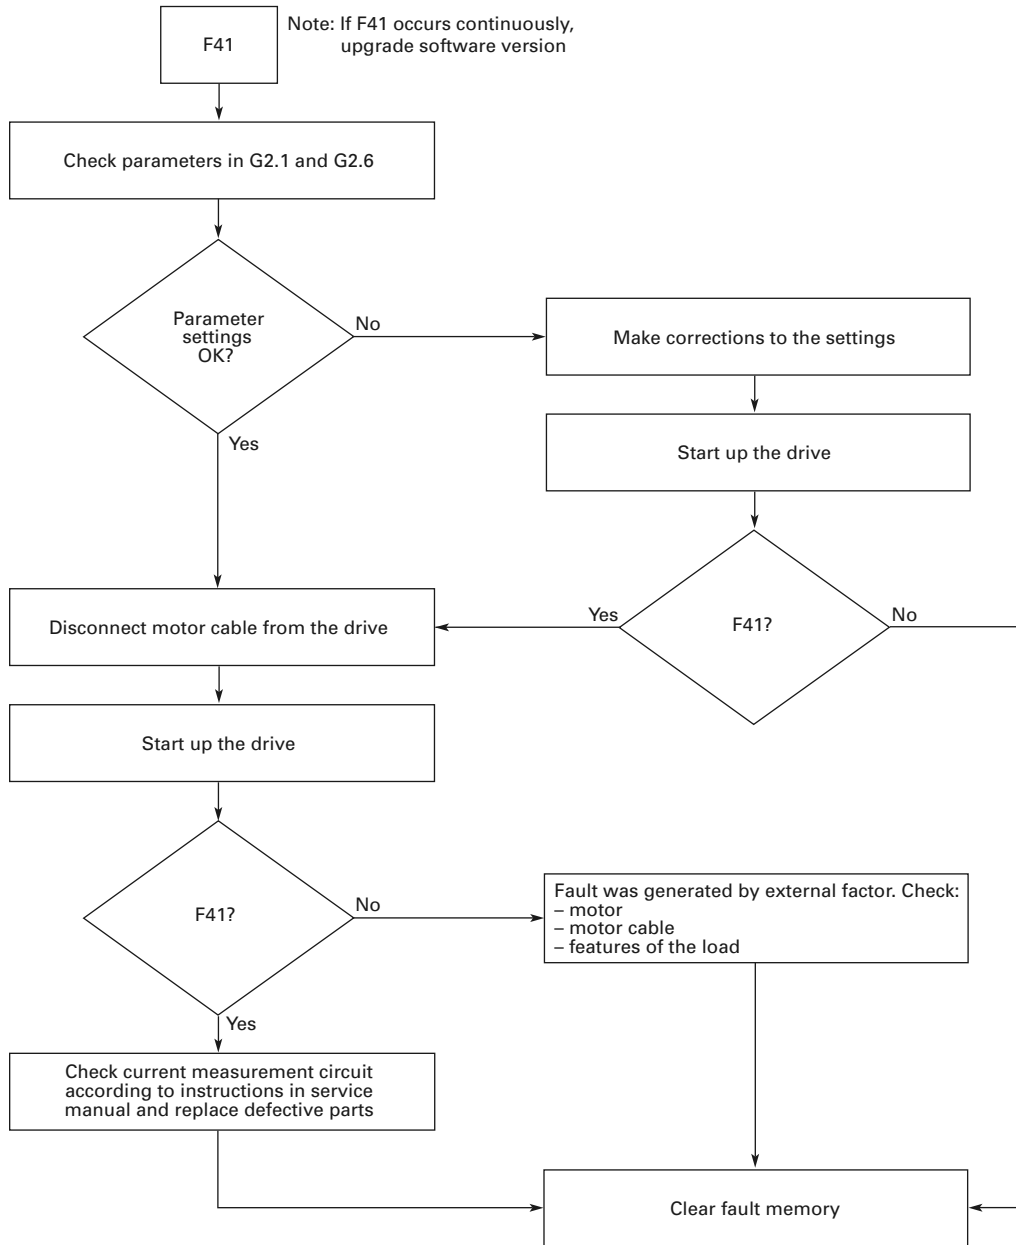 F41
Note: If F41 occurs continuously,
upgrade software version
Check parameters in G2.1 and G2.6
Parameter
settings
OK?
No
Make corrections to the settings
Yes
Start up the drive
Disconnect motor cable from the drive
Yes
F41?
No
Start up the drive
F41?
No
Fault was generated by external factor. Check:
– motor
– motor cable
– features of the load
Yes
Check current measurement circuit
according to instructions in service
manual and replace defective parts
Clear fault memory